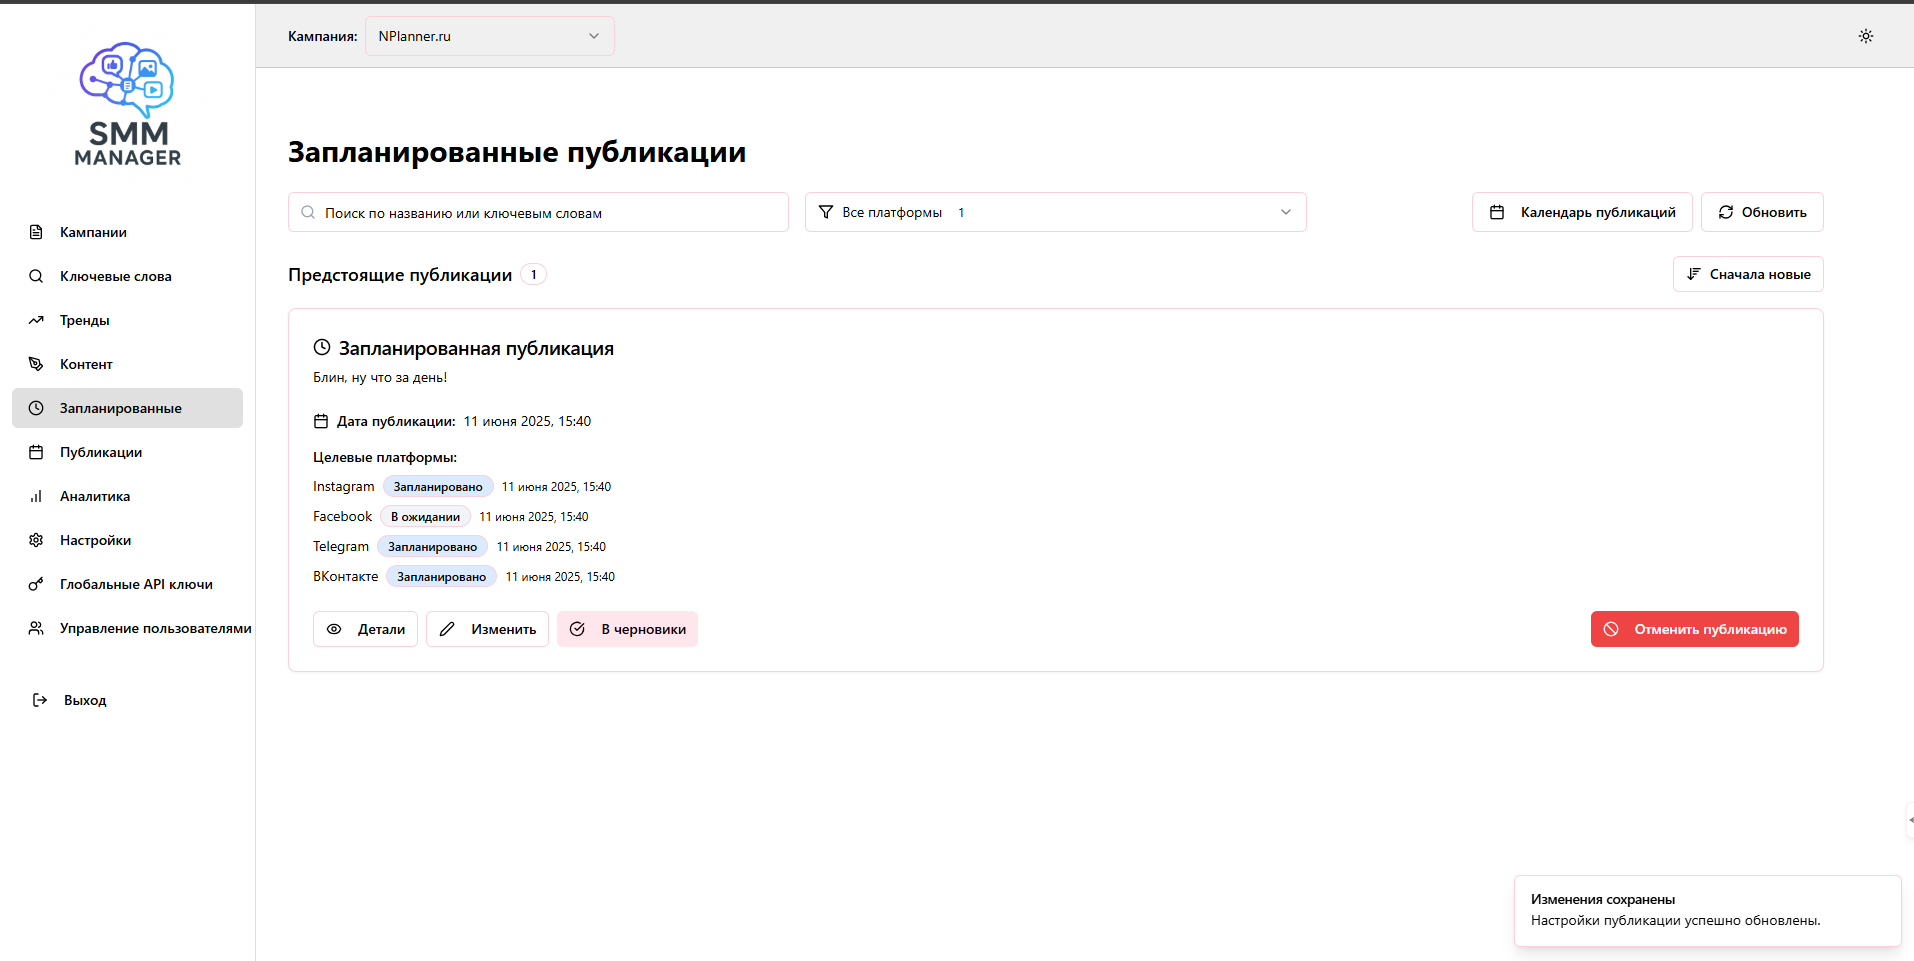 Кампания: NPlanner.ru
SMM
MANAGER
Кампании
Ключевые слова
Тренды
Контент
Запланированные
Публикации
Аналитика
Настройки
Глобальные API ключи
Управление пользователями
Выход
Запланированные публикации
Поиск по названию или ключевым словам
Все платформы 1
Календарь публикаций
Обновить
Предстоящие публикации 1
Сначала новые
Запланированная публикация
Блин, ну что за день!
Дата публикации: 11 июня 2025, 15:40
Целевые платформы:
Instagram Запланировано 11 июня 2025, 15:40
Facebook В ожидании 11 июня 2025, 15:40
Telegram Запланировано 11 июня 2025, 15:40
ВКонтакте Запланировано 11 июня 2025, 15:40
Детали
Изменить
В черновики
Отменить публикацию
Изменения сохранены
Настройки публикации успешно обновлены.